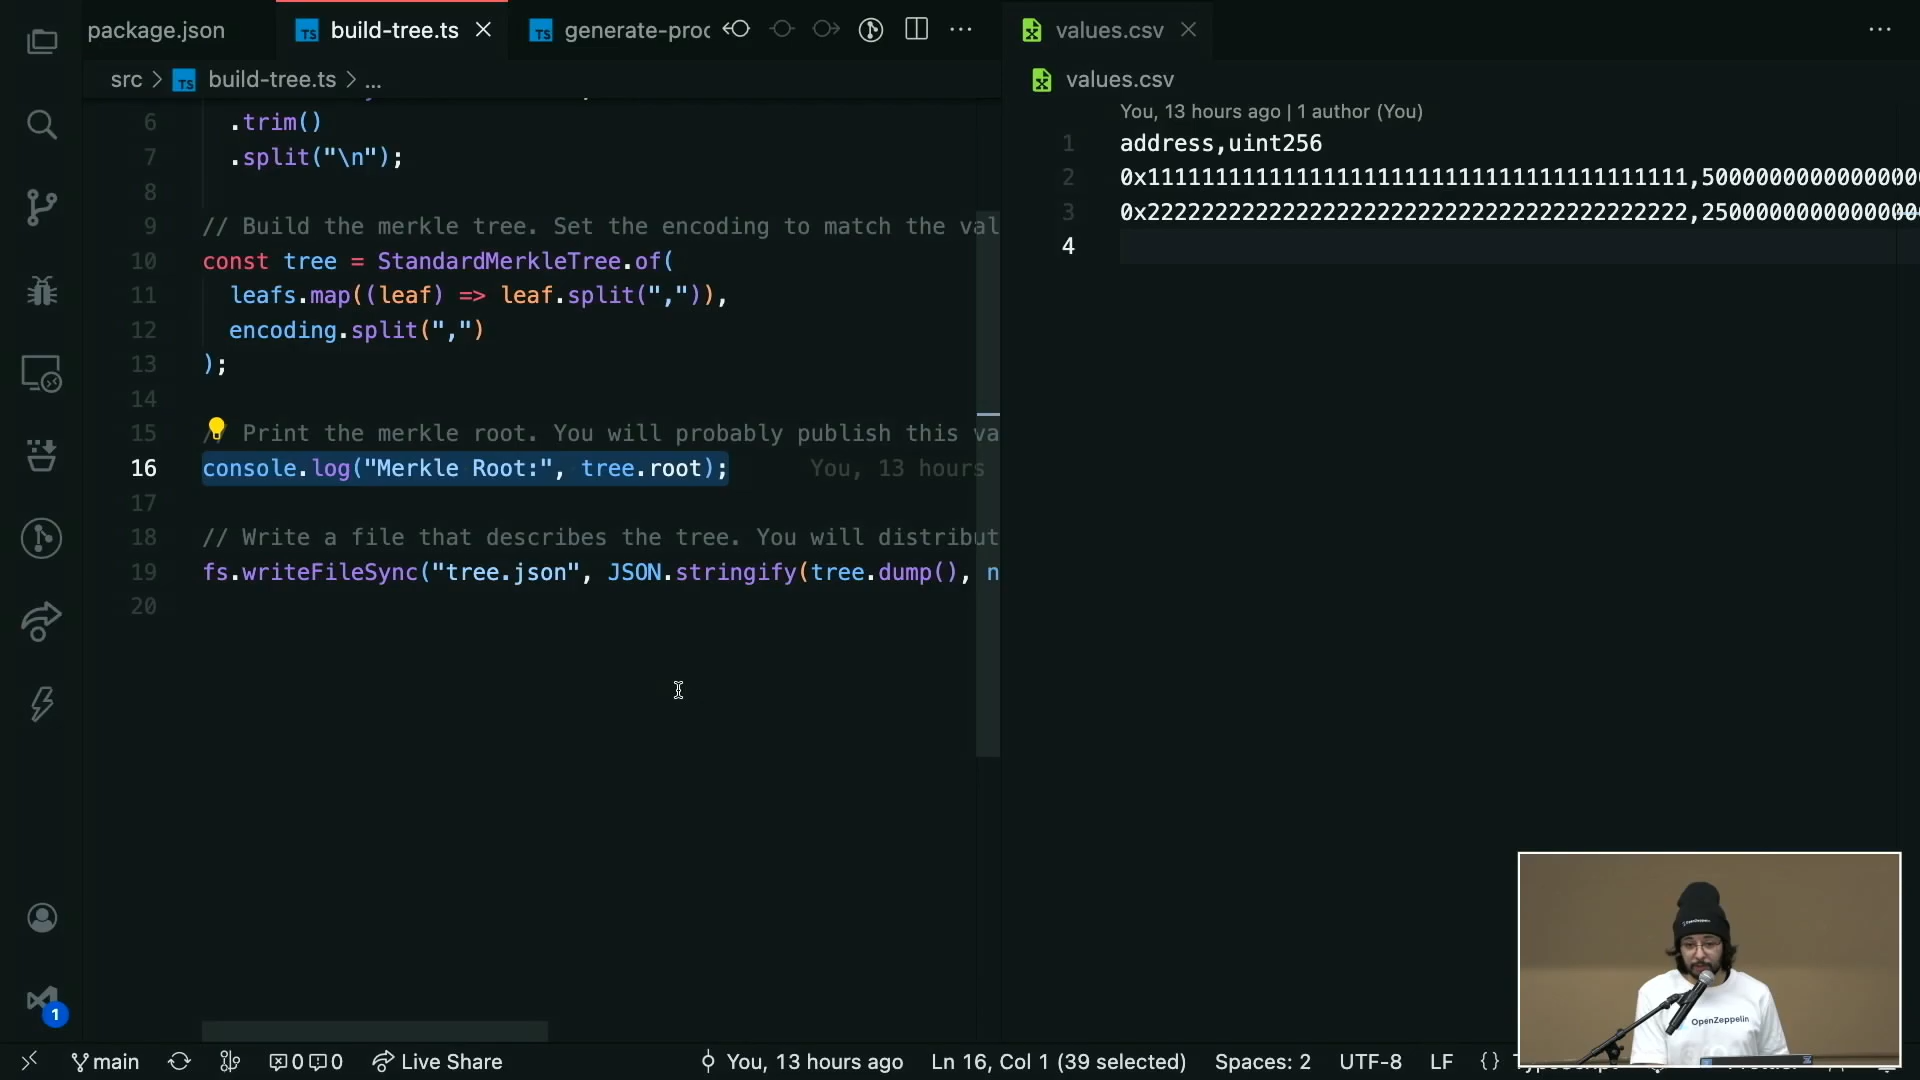 package.json
build-tree.ts
generate-proo
values.csv
src > build-tree.ts > ...
values.csv
You, 13 hours ago | 1 author (You)
6 .trim()
7 .split("\n");
8
9 // Build the merkle tree. Set the encoding to match the val
10 const tree = StandardMerkleTree.of(
11 leafs.map((leaf) => leaf.split(",")),
12 encoding.split(",")
13 );
14
15 // Print the merkle root. You will probably publish this va
16 console.log("Merkle Root:", tree.root); You, 13 hours
17
18 // Write a file that describes the tree. You will distribut
19 fs.writeFileSync("tree.json", JSON.stringify(tree.dump(), n
20
1 address,uint256
2 0x1111111111111111111111111111111111111111,5000000000000000
3 0x2222222222222222222222222222222222222222,2500000000000000
4
OpenZeppelin
1
main
0 0
Live Share
You, 13 hours ago
Ln 16, Col 1 (39 selected)
Spaces: 2
UTF-8
LF
{}